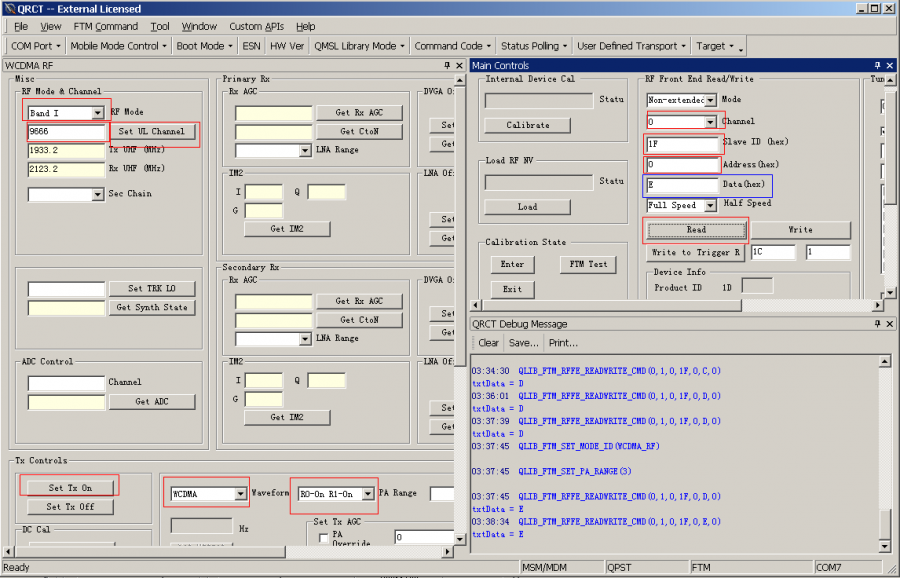 QRCT -- External Licensed
File View FTM Command Tool Window Custom APIs Help
COM Port Mobile Mode Control Boot Mode ESN HW Ver QMSL Library Mode Command Code Status Polling User Defined Transport Target
WCDMA RF
Misc
RF Mode & Channel
Band I RF Mode
9666 Set UL Channel
1933.2 Tx UHF (MHz)
2123.2 Rx UHF (MHz)
Sec Chain
Set TRK LO
Get Synth State
ADC Control
Channel
Get ADC
Primary Rx
Rx AGC
Get Rx AGC
Get CtoN
LNA Range
IM2
I Q
G
Get IM2
DVGA O
Set
Get
LNA Of
Set
Get
Secondary Rx
Rx AGC
Get Rx AGC
Get CtoN
LNA Range
IM2
I Q
G
Get IM2
DVGA O
Set
Get
LNA Of
Set
Get
Tx Controls
Set Tx On
Set Tx Off
DC Cal
WCDMA Waveform R0-On R1-On PA Range
Hz
Set Tx AGC
PA
Override
0
Main Controls
Internal Device Cal
Statu
Calibrate
Load RF NV
Statu
Load
Calibration State
Enter FTM Test
Exit
RF Front End Read/Write
Non-extended Mode
0 Channel
1F Slave ID (hex)
0 Address(hex)
E Data(hex)
Full Speed Half Speed
Read Write
Write to Trigger R 1C 1
Device Info
Product ID 1D
Tun
QRCT Debug Message
Clear Save... Print...
03:34:30 QLIB_FTM_RFFE_READWRITE_CMD(0,1,0,1F,0,C,0)
txtData = D
03:36:01 QLIB_FTM_RFFE_READWRITE_CMD(0,1,0,1F,0,D,0)
txtData = D
03:37:39 QLIB_FTM_RFFE_READWRITE_CMD(0,1,0,1F,0,D,0)
txtData = D
03:37:45 QLIB_FTM_SET_MODE_ID(WCDMA_RF)
03:37:45 QLIB_FTM_SET_PA_RANGE(3)
03:37:45 QLIB_FTM_RFFE_READWRITE_CMD(0,1,0,1F,0,D,0)
txtData = E
03:38:34 QLIB_FTM_RFFE_READWRITE_CMD(0,1,0,1F,0,E,0)
txtData = E
Ready MSM/MDM QPST FTM COM7